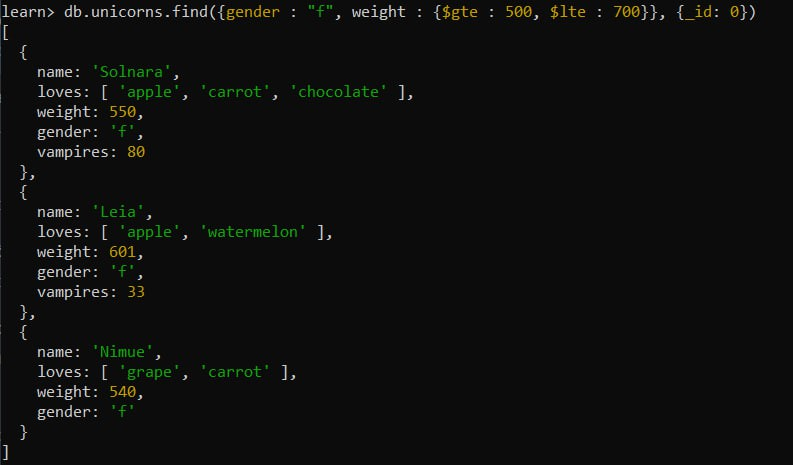 learn> db.unicorns.find({gender : "f", weight : {$gte : 500, $lte : 700}}, {_id: 0})
[
  {
    name: 'Solnara',
    loves: [ 'apple', 'carrot', 'chocolate' ],
    weight: 550,
    gender: 'f',
    vampires: 80
  },
  {
    name: 'Leia',
    loves: [ 'apple', 'watermelon' ],
    weight: 601,
    gender: 'f',
    vampires: 33
  },
  {
    name: 'Nimue',
    loves: [ 'grape', 'carrot' ],
    weight: 540,
    gender: 'f'
  }
]